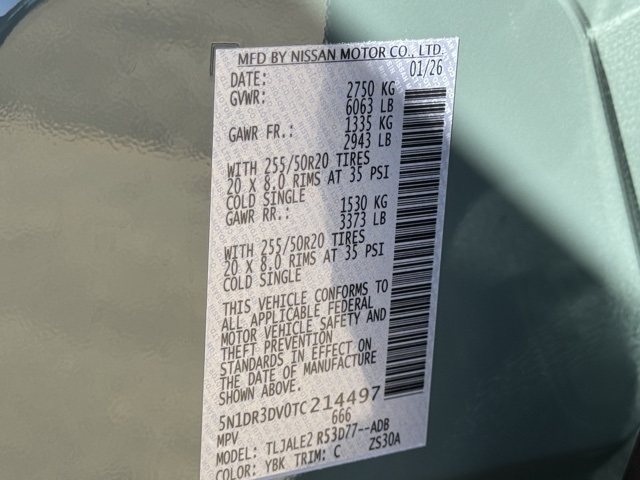 MFD BY NISSAN MOTOR CO., LTD.
DATE: 01/26
GVWR: 2750 KG
6063 LB
GAWR FR.: 1335 KG
2943 LB
WITH 255/50R20 TIRES
20 X 8.0 RIMS AT 35 PSI
COLD SINGLE
GAWR RR.: 1530 KG
3373 LB
WITH 255/50R20 TIRES
20 X 8.0 RIMS AT 35 PSI
COLD SINGLE
THIS VEHICLE CONFORMS TO
ALL APPLICABLE FEDERAL
MOTOR VEHICLE SAFETY AND
THEFT PREVENTION
STANDARDS IN EFFECT ON
THE DATE OF MANUFACTURE
SHOWN ABOVE.
5N1DR3DV0TC214497
MPV 666
MODEL: TLJALE2 R53D77--ADB
COLOR: YBK TRIM: C ZS30A